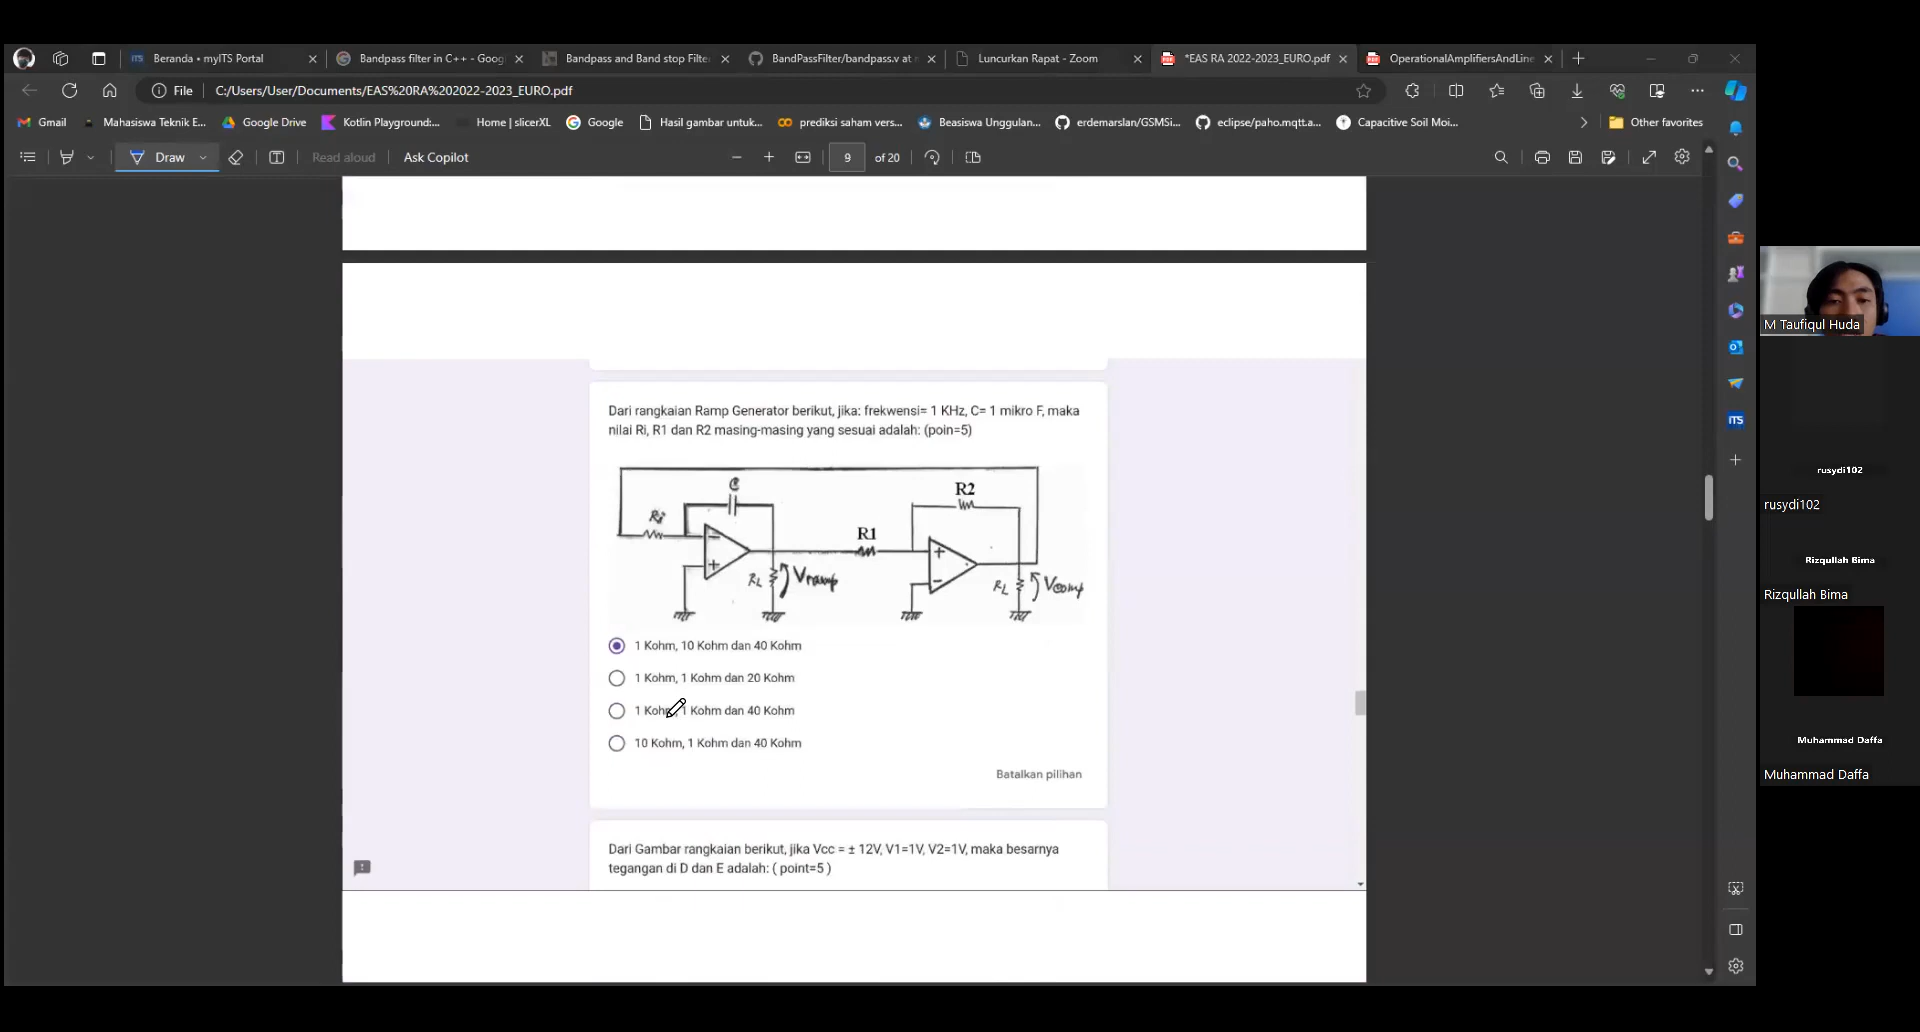 Beranda • myITS Portal
Bandpass filter in C++ - Goog
Bandpass and Band stop Filte
BandPassFilter/bandpass.v at
Luncurkan Rapat - Zoom
*EAS RA 2022-2023_EURO.pdf
OperationalAmplifiersAndLine
File
C:/Users/User/Documents/EAS%20RA%202022-2023_EURO.pdf
Gmail
Mahasiswa Teknik E...
Google Drive
Kotlin Playground:...
Home | slicerXL
Google
Hasil gambar untuk...
prediksi saham vers...
Beasiswa Unggulan...
erdemarslan/GSMSi...
eclipse/paho.mqtt.a...
Capacitive Soil Moi...
Other favorites
Draw
Read aloud
Ask Copilot
9
of 20
Dari rangkaian Ramp Generator berikut, jika: frekwensi= 1 KHz, C= 1 mikro F, maka
nilai Ri, R1 dan R2 masing-masing yang sesuai adalah: (poin=5)
C
R2
Ri
R1
RL
Vramp
RL
Vcomp
1 Kohm, 10 Kohm dan 40 Kohm
1 Kohm, 1 Kohm dan 20 Kohm
1 Kohm, 1 Kohm dan 40 Kohm
10 Kohm, 1 Kohm dan 40 Kohm
Batalkan pilihan
Dari Gambar rangkaian berikut, jika Vcc = ± 12V, V1=1V, V2=1V, maka besarnya
tegangan di D dan E adalah: ( point=5 )
ITS
M Taufiqul Huda
rusydi102
rusydi102
Rizqullah Bima
Rizqullah Bima
Muhammad Daffa
Muhammad Daffa